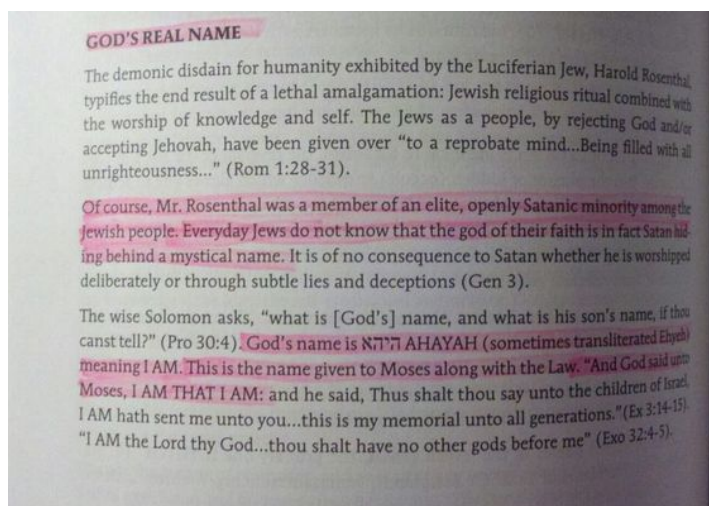 GOD'S REAL NAME
The demonic disdain for humanity exhibited by the Luciferian Jew, Harold Rosenthal,
typifies the end result of a lethal amalgamation: Jewish religious ritual combined with
the worship of knowledge and self. The Jews as a people, by rejecting God and/or
accepting Jehovah, have been given over "to a reprobate mind...Being filled with all
unrighteousness..." (Rom 1:28-31).
Of course, Mr. Rosenthal was a member of an elite, openly Satanic minority among the
Jewish people. Everyday Jews do not know that the god of their faith is in fact Satan hid-
ing behind a mystical name. It is of no consequence to Satan whether he is worshipped
deliberately or through subtle lies and deceptions (Gen 3).
The wise Solomon asks, "what is [God's] name, and what is his son's name, if thou
canst tell?" (Pro 30:4). God's name is היהא AHAYAH (sometimes transliterated Ehyeh)
meaning I AM. This is the name given to Moses along with the Law. "And God said unto
Moses, I AM THAT I AM: and he said, Thus shalt thou say unto the children of Israel,
I AM hath sent me unto you...this is my memorial unto all generations."(Ex 3:14-15).
"I AM the Lord thy God...thou shalt have no other gods before me" (Exo 32:4-5).